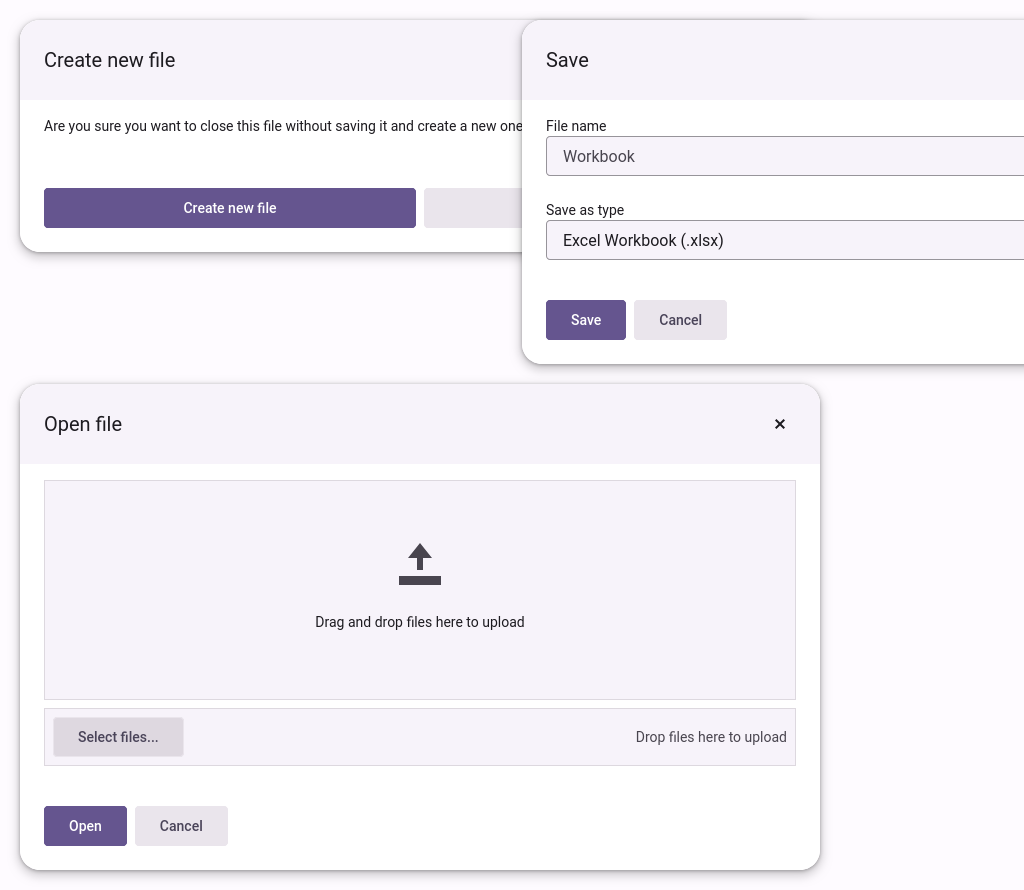 Create new file
Are you sure you want to close this file without saving it and create a new one
Create new file
Save
File name
Workbook
Save as type
Excel Workbook (.xlsx)
Save
Cancel
Open file
Drag and drop files here to upload
Select files...
Drop files here to upload
Open
Cancel